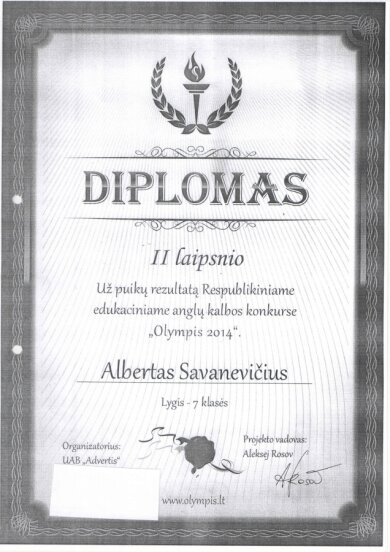 DIPLOMAS
II laipsnio
Už puikų rezultatą Respublikiniame
edukaciniame anglų kalbos konkurse
„Olympis 2014“.
Albertas Savanevičius
Lygis - 7 klasės
Organizatorius:
UAB „Advertis“
Projekto vadovas:
Aleksej Rosov
www.olympis.lt